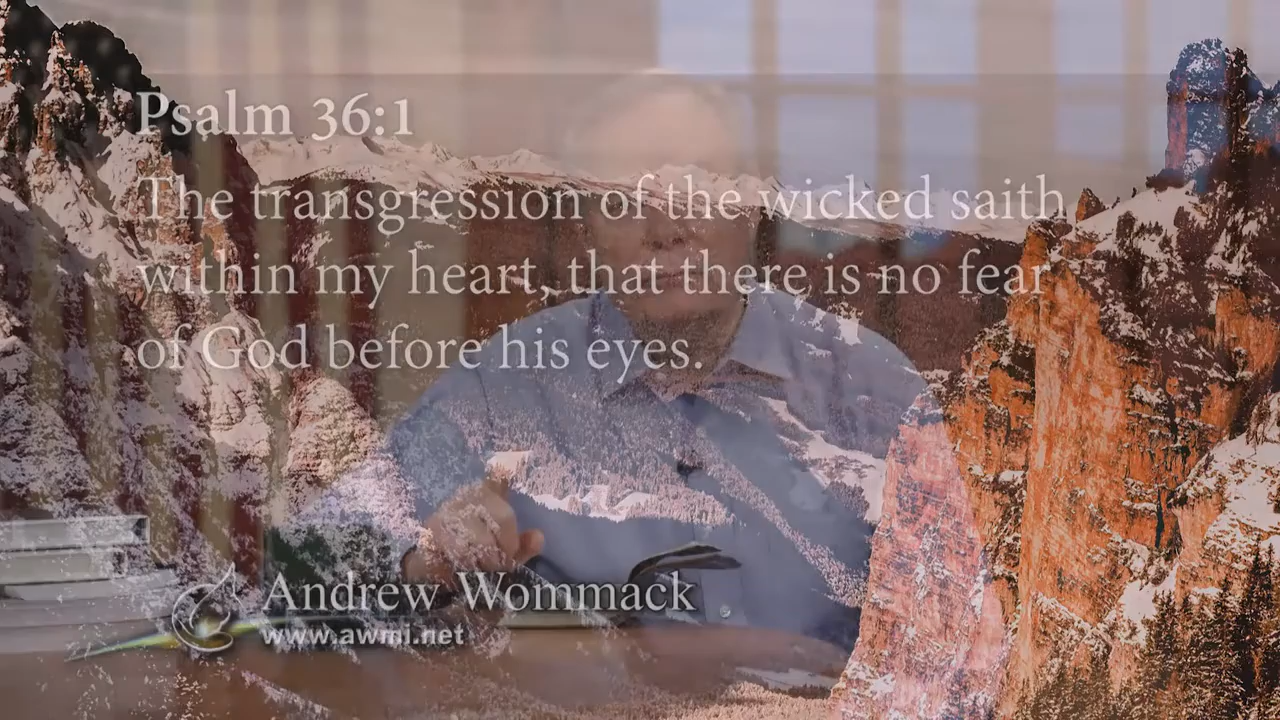 Psalm 36:1
The transgression of the wicked saith
within my heart, that there is no fear
of God before his eyes.
Andrew Wommack
www.awmi.net